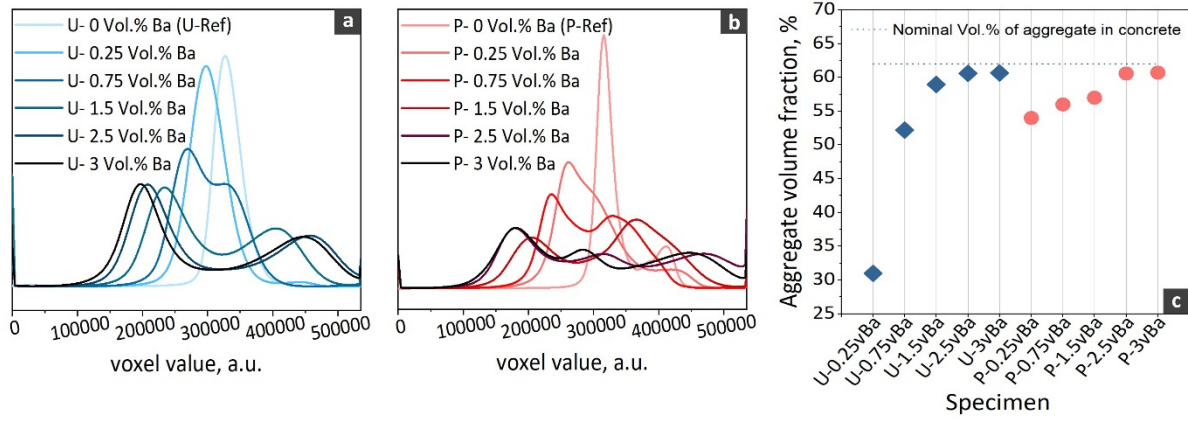 a
U- 0 Vol.% Ba (U-Ref)
U- 0.25 Vol.% Ba
U- 0.75 Vol.% Ba
U- 1.5 Vol.% Ba
U- 2.5 Vol.% Ba
U- 3 Vol.% Ba
0 100000 200000 300000 400000 500000
voxel value, a.u.
b
P- 0 Vol.% Ba (P-Ref)
P- 0.25 Vol.% Ba
P- 0.75 Vol.% Ba
P- 1.5 Vol.% Ba
P- 2.5 Vol.% Ba
P- 3 Vol.% Ba
0 100000 200000 300000 400000 500000
voxel value, a.u.
Aggregate volume fraction, %
70
65
60
55
50
45
40
35
30
25
Nominal Vol.% of aggregate in concrete
c
U-0.25vBa
U-0.75vBa
U-1.5vBa
U-2.5vBa
U-3vBa
P-0.25vBa
P-0.75vBa
P-1.5vBa
P-2.5vBa
P-3vBa
Specimen